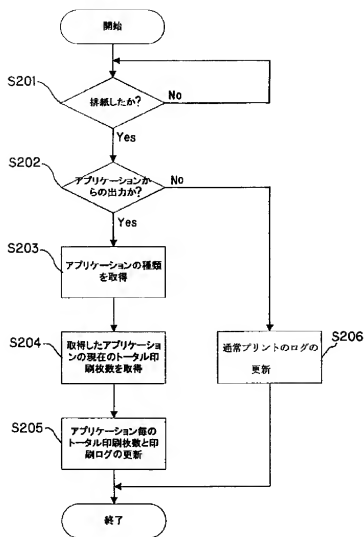 開始
S201
排紙したか?
No
Yes
S202
アプリケーションか
らの出力か?
No
Yes
S203
アプリケーションの種類
を取得
S204
取得したアプリケーショ
ンの現在のトータル印
刷枚数を取得
S206
通常プリントのログの
更新
S205
アプリケーション毎の
トータル印刷枚数と印
刷ログの更新
終了